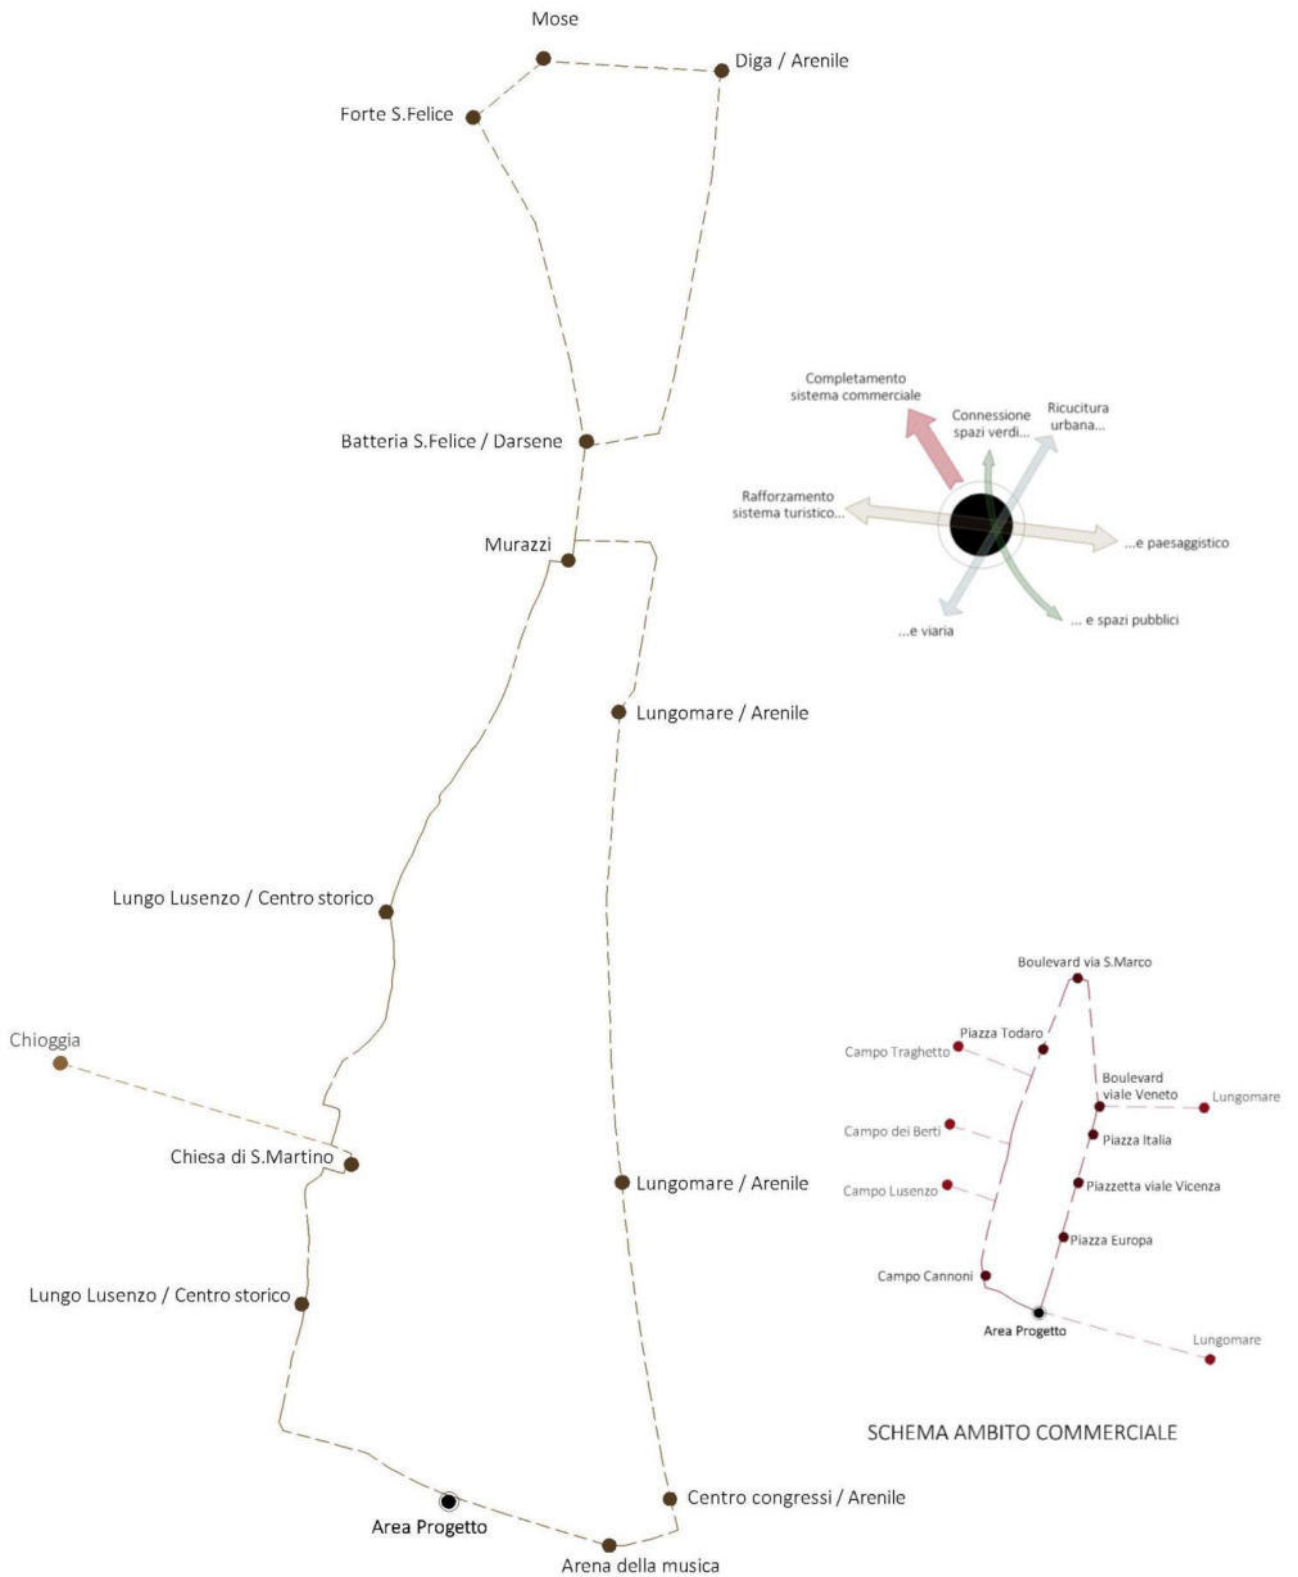 Mose
Diga / Arenile
Forte S.Felice
Batteria S.Felice / Darsene
Murazzi
Lungomare / Arenile
Lungo Lusenzo / Centro storico
Chioggia
Chiesa di S.Martino
Lungomare / Arenile
Lungo Lusenzo / Centro storico
Centro congressi / Arenile
Area Progetto
Arena della musica
Completamento
sistema commerciale
Connessione
spazi verdi...
Ricucitura
urbana...
Rafforzamento
sistema turistico...
...e paesaggistico
... e spazi pubblici
...e viaria
Boulevard via S.Marco
Piazza Todaro
Campo Traghetto
Boulevard
viale Veneto
Lungomare
Campo dei Berti
Piazza Italia
Campo Lusenzo
Piazzetta viale Vicenza
Piazza Europa
Campo Cannoni
Area Progetto
Lungomare
SCHEMA AMBITO COMMERCIALE